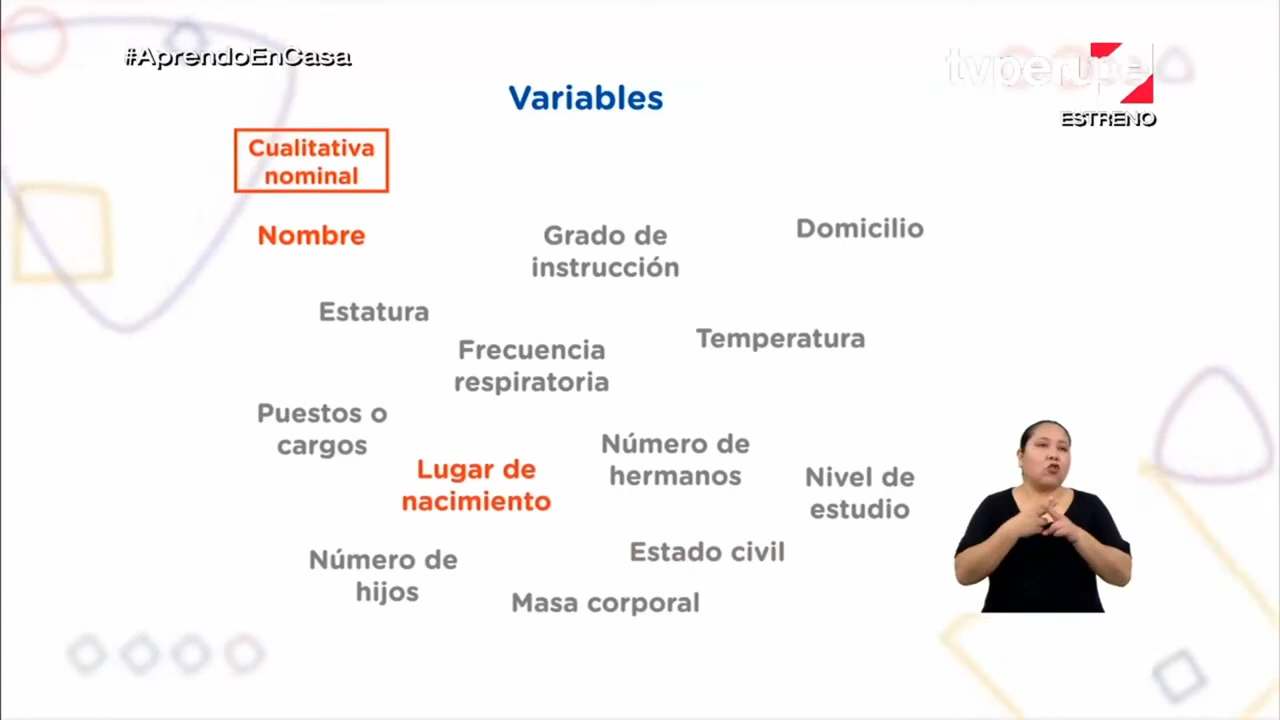 #AprendoEnCasa
tvperu
ESTRENO
Variables
Cualitativa
nominal
Nombre
Grado de
instrucción
Domicilio
Estatura
Frecuencia
respiratoria
Temperatura
Puestos o
cargos
Lugar de
nacimiento
Número de
hermanos
Nivel de
estudio
Número de
hijos
Estado civil
Masa corporal